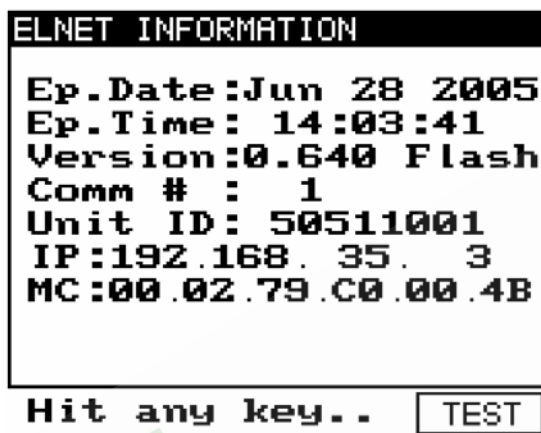 ELNET INFORMATION
Ep.Date:Jun 28 2005
Ep.Time: 14:03:41
Version:0.640 Flash
Comm # : 1
Unit ID: 50511001
IP:192.168. 35. 3
MC:00.02.79.C0.00.4B
Hit any key.. TEST